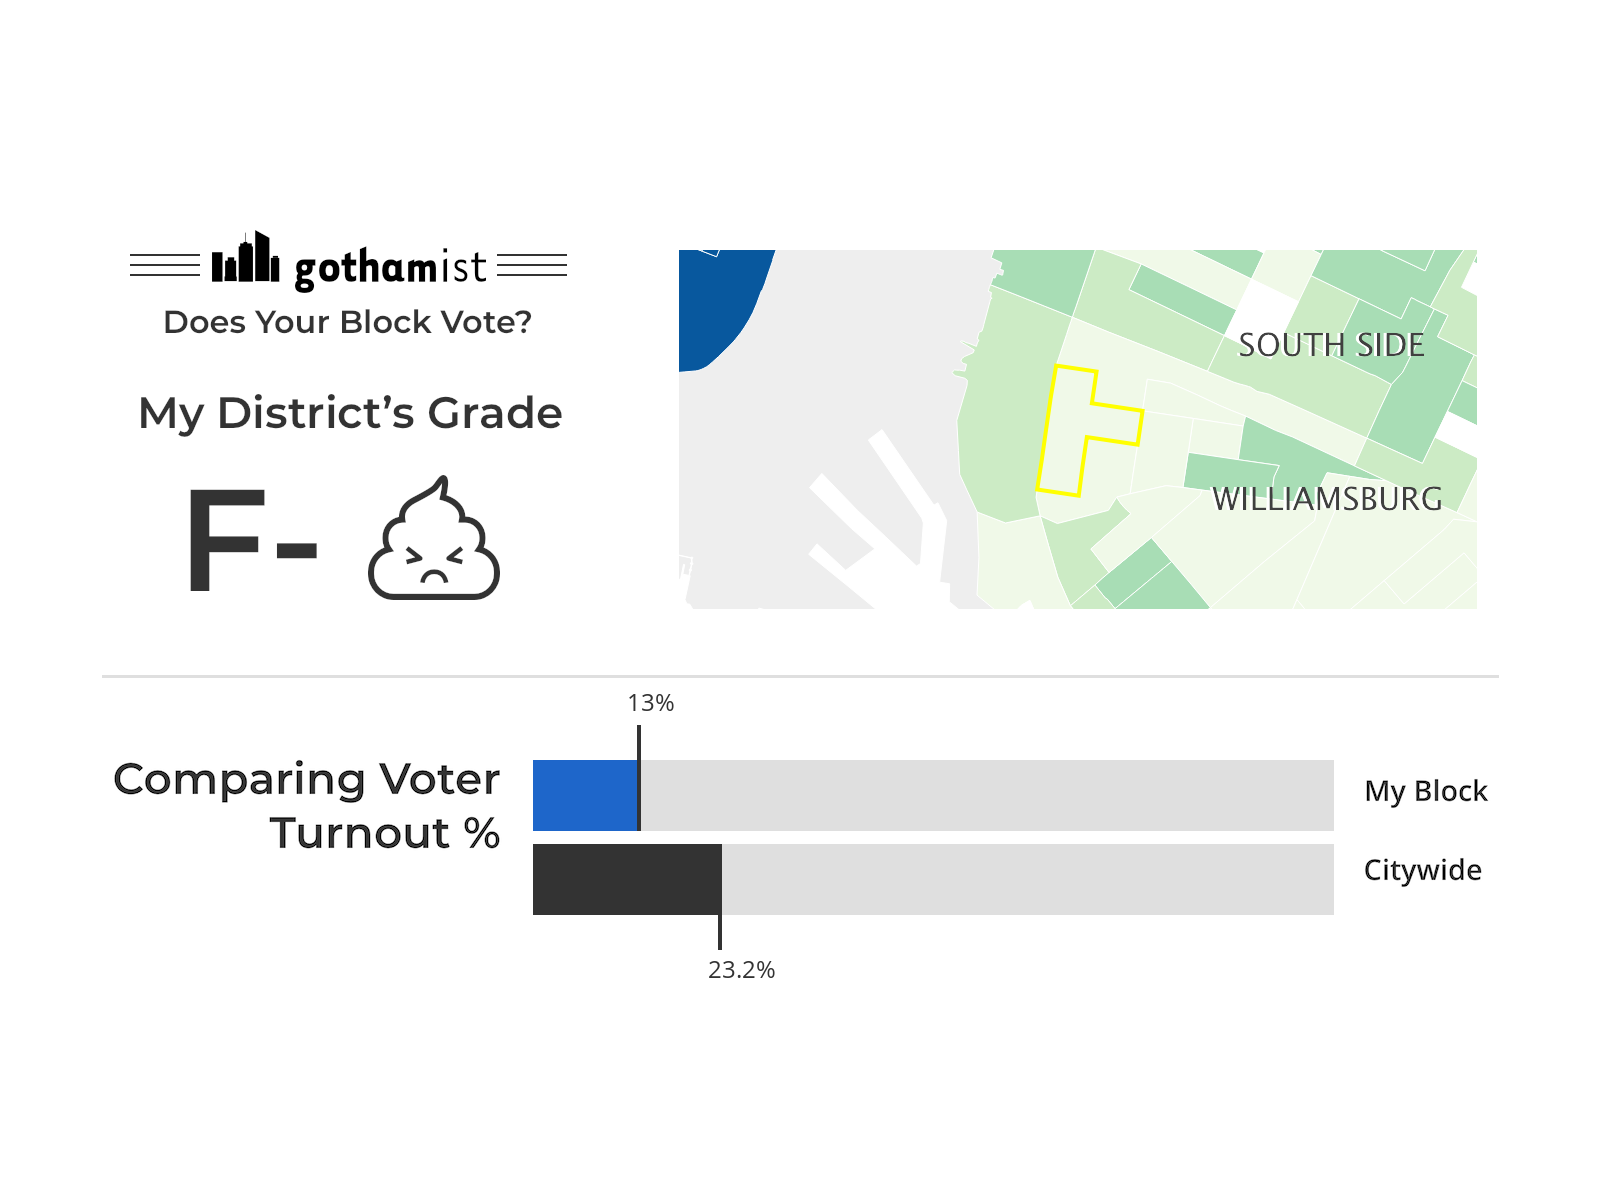 gothamist
Does Your Block Vote?
My District’s Grade
F-
SOUTH SIDE
WILLIAMSBURG
13%
Comparing Voter
Turnout %
My Block
Citywide
23.2%